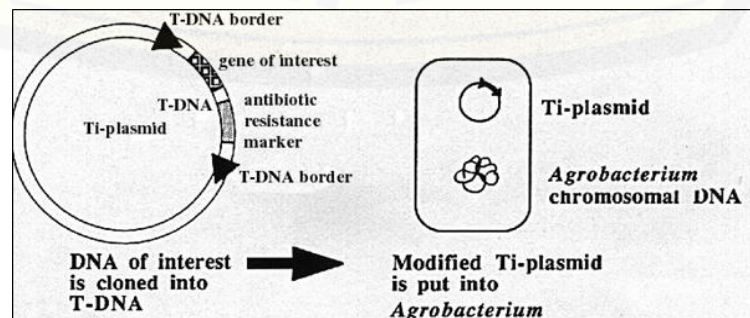 T-DNA border
gene of interest
T-DNA
Ti-plasmid
antibiotic
resistance
marker
T-DNA border
DNA of interest
is cloned into
T-DNA
Ti-plasmid
Agrobacterium
chromosomal DNA
Modified Ti-plasmid
is put into
Agrobacterium